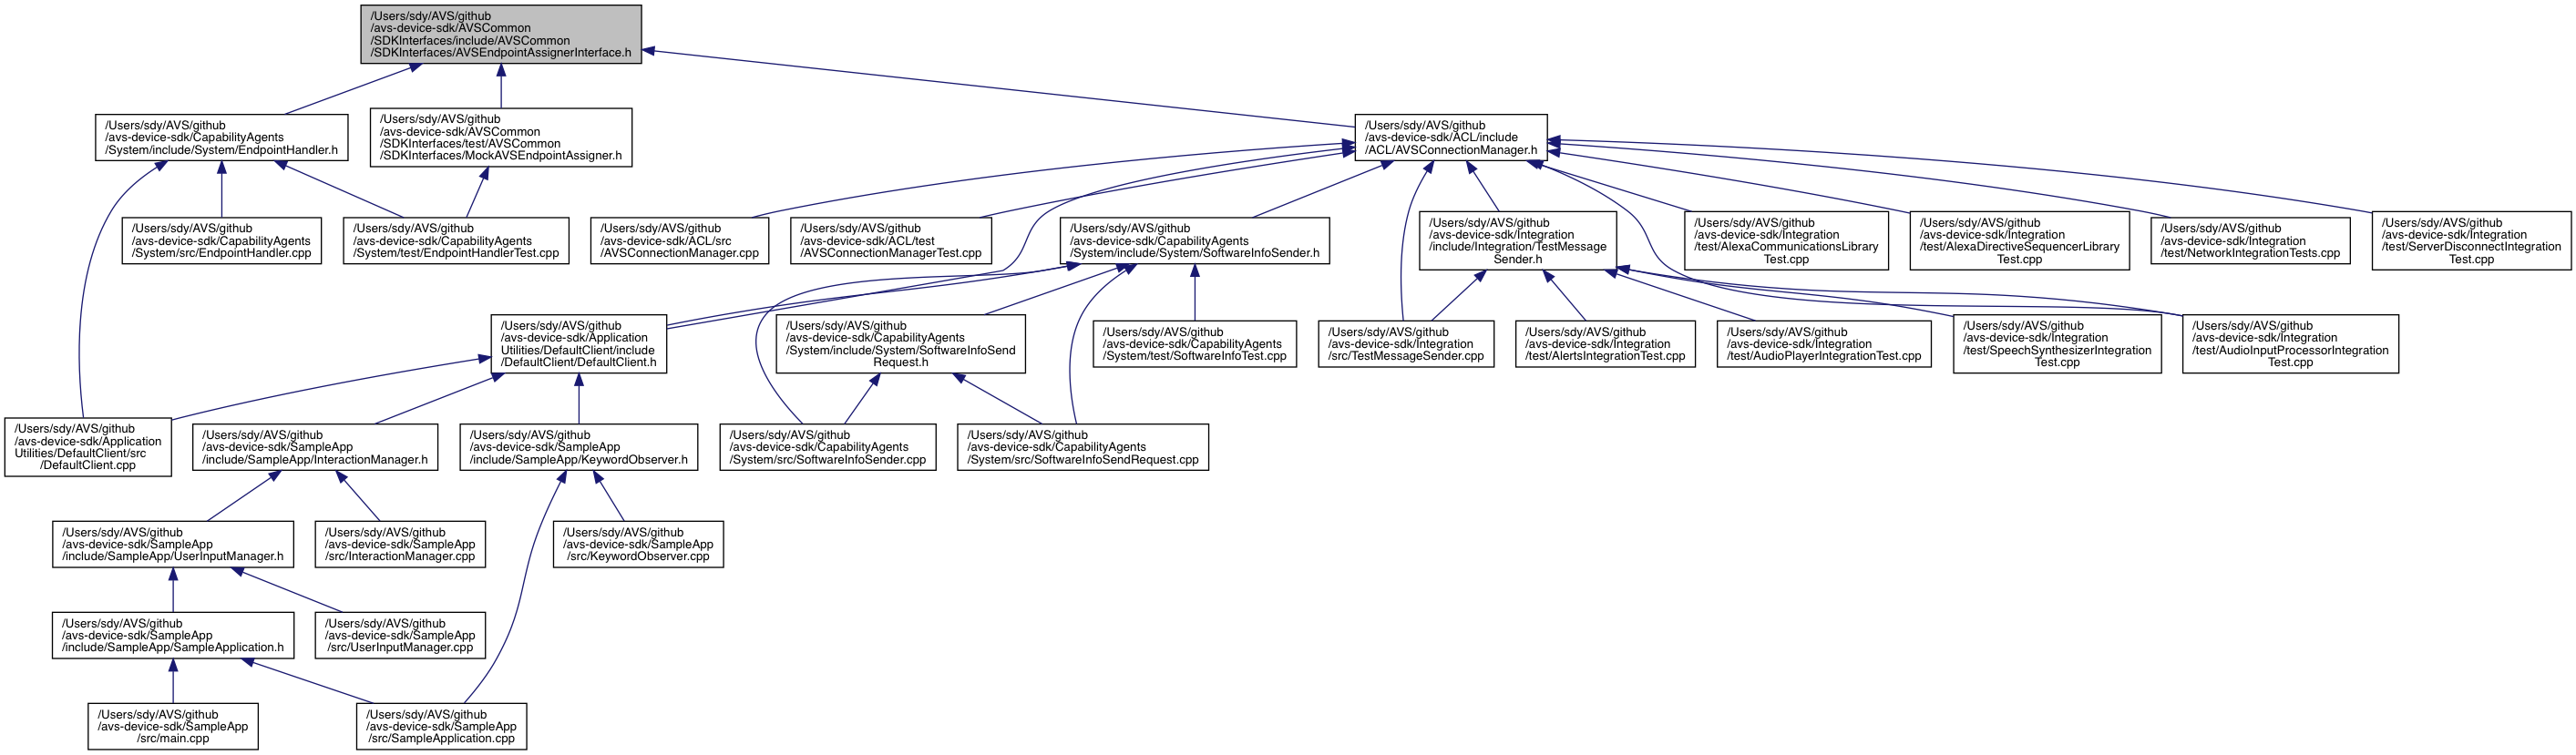 /Users/sdy/AVS/github
/avs-device-sdk/AVSCommon
/SDKInterfaces/include/AVSCommon
/SDKInterfaces/AVSEndpointAssignerInterface.h
/Users/sdy/AVS/github
/avs-device-sdk/CapabilityAgents
/System/include/System/EndpointHandler.h
/Users/sdy/AVS/github
/avs-device-sdk/AVSCommon
/SDKInterfaces/test/AVSCommon
/SDKInterfaces/MockAVSEndpointAssigner.h
/Users/sdy/AVS/github
/avs-device-sdk/ACL/include
/ACL/AVSConnectionManager.h
/Users/sdy/AVS/github
/avs-device-sdk/CapabilityAgents
/System/src/EndpointHandler.cpp
/Users/sdy/AVS/github
/avs-device-sdk/CapabilityAgents
/System/test/EndpointHandlerTest.cpp
/Users/sdy/AVS/github
/avs-device-sdk/ACL/src
/AVSConnectionManager.cpp
/Users/sdy/AVS/github
/avs-device-sdk/ACL/test
/AVSConnectionManagerTest.cpp
/Users/sdy/AVS/github
/avs-device-sdk/CapabilityAgents
/System/include/System/SoftwareInfoSender.h
/Users/sdy/AVS/github
/avs-device-sdk/Integration
/include/Integration/TestMessage
Sender.h
/Users/sdy/AVS/github
/avs-device-sdk/Integration
/test/AlexaCommunicationsLibrary
Test.cpp
/Users/sdy/AVS/github
/avs-device-sdk/Integration
/test/AlexaDirectiveSequencerLibrary
Test.cpp
/Users/sdy/AVS/github
/avs-device-sdk/Integration
/test/NetworkIntegrationTests.cpp
/Users/sdy/AVS/github
/avs-device-sdk/Integration
/test/ServerDisconnectIntegration
Test.cpp
/Users/sdy/AVS/github
/avs-device-sdk/Application
Utilities/DefaultClient/include
/DefaultClient/DefaultClient.h
/Users/sdy/AVS/github
/avs-device-sdk/CapabilityAgents
/System/include/System/SoftwareInfoSend
Request.h
/Users/sdy/AVS/github
/avs-device-sdk/CapabilityAgents
/System/test/SoftwareInfoTest.cpp
/Users/sdy/AVS/github
/avs-device-sdk/Integration
/src/TestMessageSender.cpp
/Users/sdy/AVS/github
/avs-device-sdk/Integration
/test/AlertsIntegrationTest.cpp
/Users/sdy/AVS/github
/avs-device-sdk/Integration
/test/AudioPlayerIntegrationTest.cpp
/Users/sdy/AVS/github
/avs-device-sdk/Integration
/test/SpeechSynthesizerIntegration
Test.cpp
/Users/sdy/AVS/github
/avs-device-sdk/Integration
/test/AudioInputProcessorIntegration
Test.cpp
/Users/sdy/AVS/github
/avs-device-sdk/Application
Utilities/DefaultClient/src
/DefaultClient.cpp
/Users/sdy/AVS/github
/avs-device-sdk/SampleApp
/include/SampleApp/InteractionManager.h
/Users/sdy/AVS/github
/avs-device-sdk/SampleApp
/include/SampleApp/KeywordObserver.h
/Users/sdy/AVS/github
/avs-device-sdk/CapabilityAgents
/System/src/SoftwareInfoSender.cpp
/Users/sdy/AVS/github
/avs-device-sdk/CapabilityAgents
/System/src/SoftwareInfoSendRequest.cpp
/Users/sdy/AVS/github
/avs-device-sdk/SampleApp
/include/SampleApp/UserInputManager.h
/Users/sdy/AVS/github
/avs-device-sdk/SampleApp
/src/InteractionManager.cpp
/Users/sdy/AVS/github
/avs-device-sdk/SampleApp
/src/KeywordObserver.cpp
/Users/sdy/AVS/github
/avs-device-sdk/SampleApp
/include/SampleApp/SampleApplication.h
/Users/sdy/AVS/github
/avs-device-sdk/SampleApp
/src/UserInputManager.cpp
/Users/sdy/AVS/github
/avs-device-sdk/SampleApp
/src/main.cpp
/Users/sdy/AVS/github
/avs-device-sdk/SampleApp
/src/SampleApplication.cpp